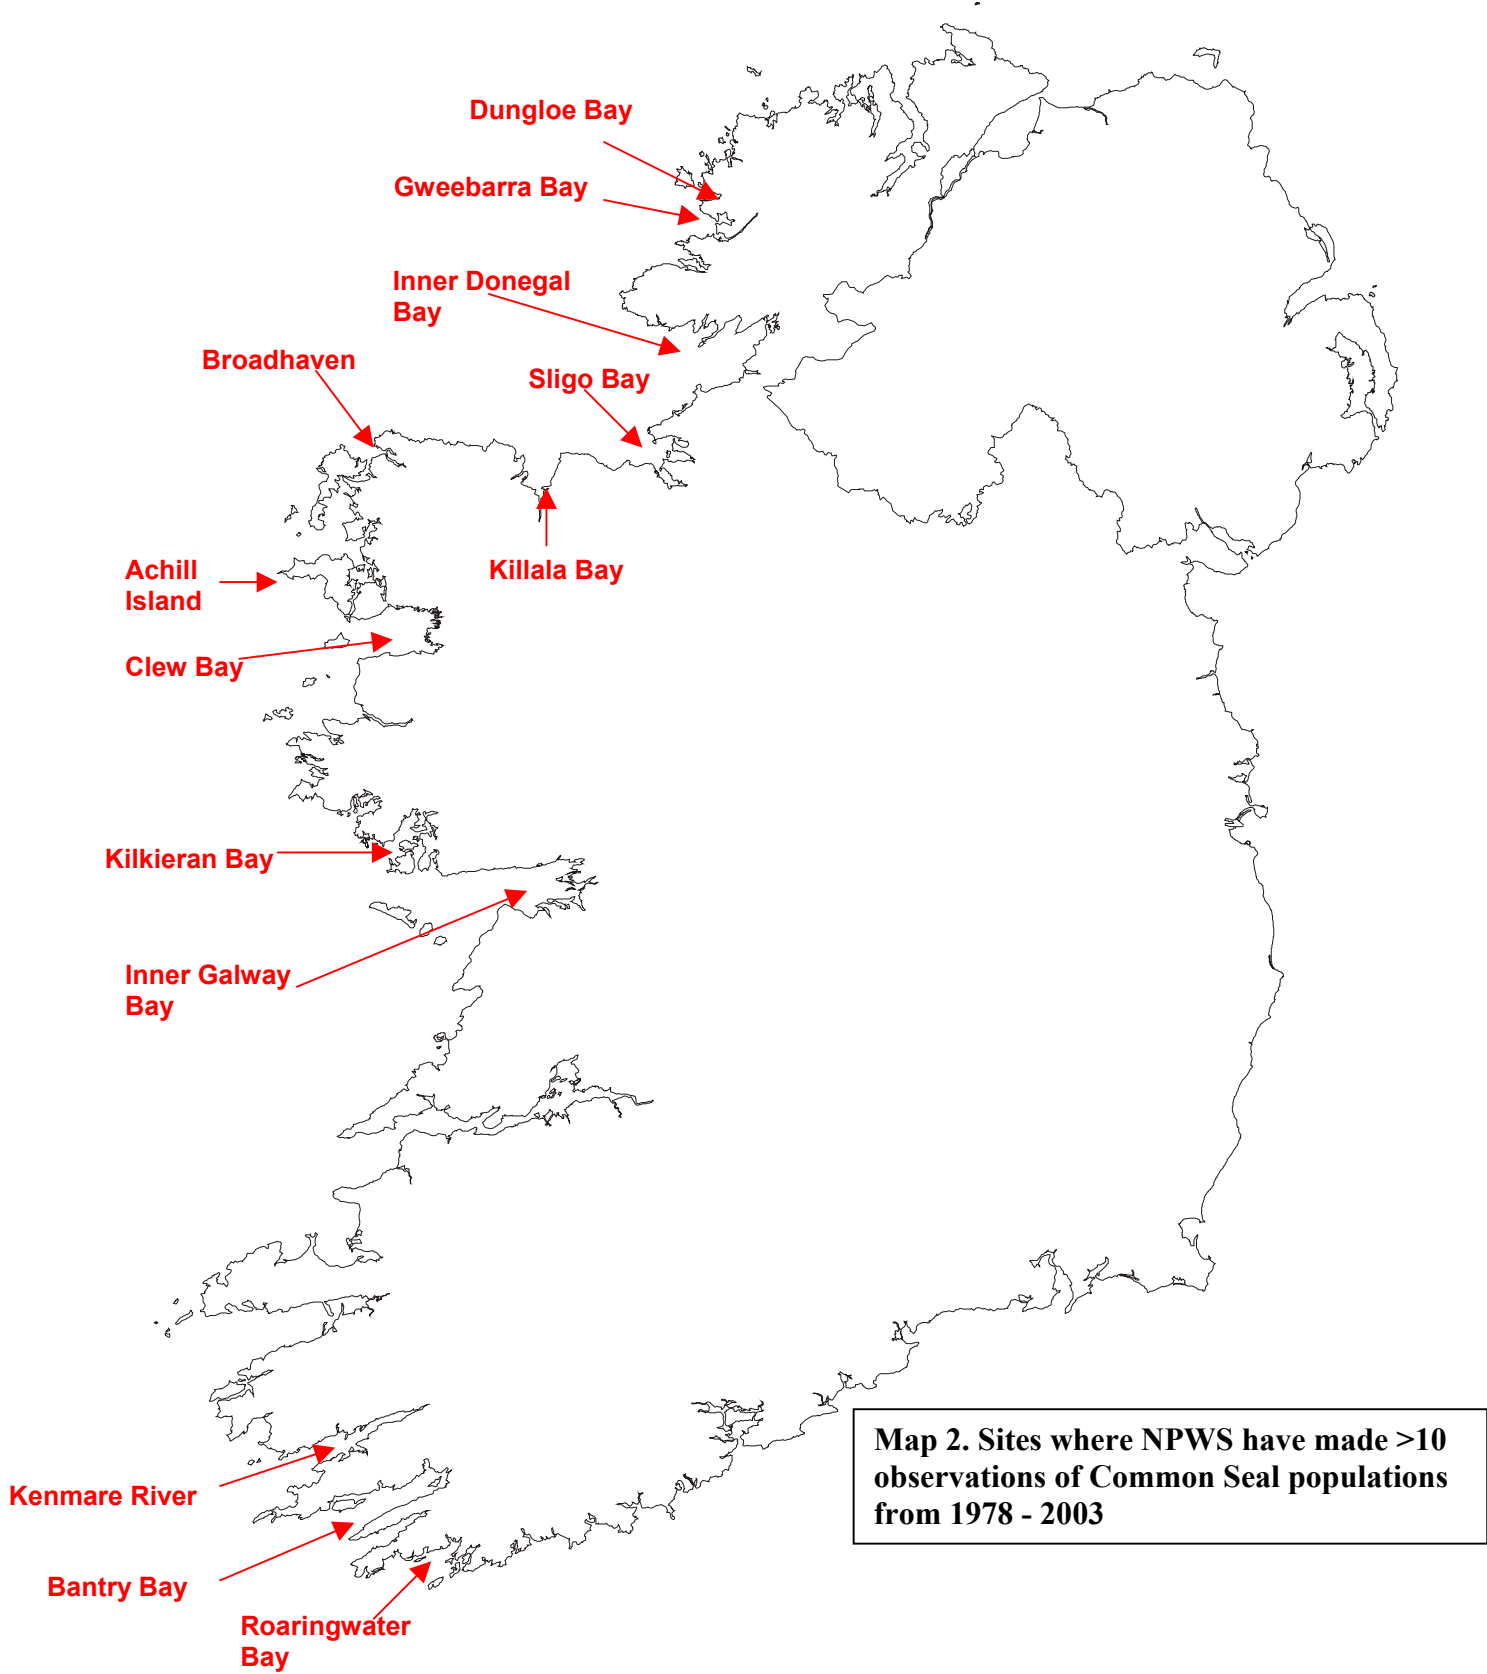 Dungloe Bay
Gweebarra Bay
Inner Donegal
Bay
Broadhaven
Sligo Bay
Killala Bay
Achill
Island
Clew Bay
Kilkieran Bay
Inner Galway
Bay
Kenmare River
Bantry Bay
Roaringwater
Bay
Map 2. Sites where NPWS have made >10
observations of Common Seal populations
from 1978 - 2003